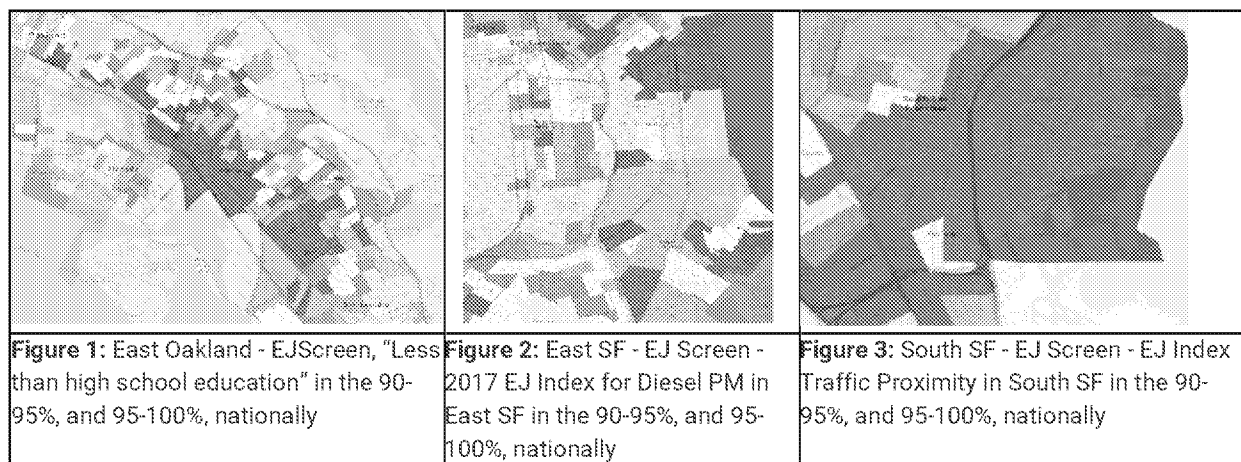 Figure 1: East Oakland - EJScreen, "Less
than high school education" in the 90-
95%, and 95-100%, nationally
Figure 2: East SF - EJ Screen -
2017 EJ Index for Diesel PM in
East SF in the 90-95%, and 95-
100%, nationally
Figure 3: South SF - EJ Screen - EJ Index
Traffic Proximity in South SF in the 90-
95%, and 95-100%, nationally